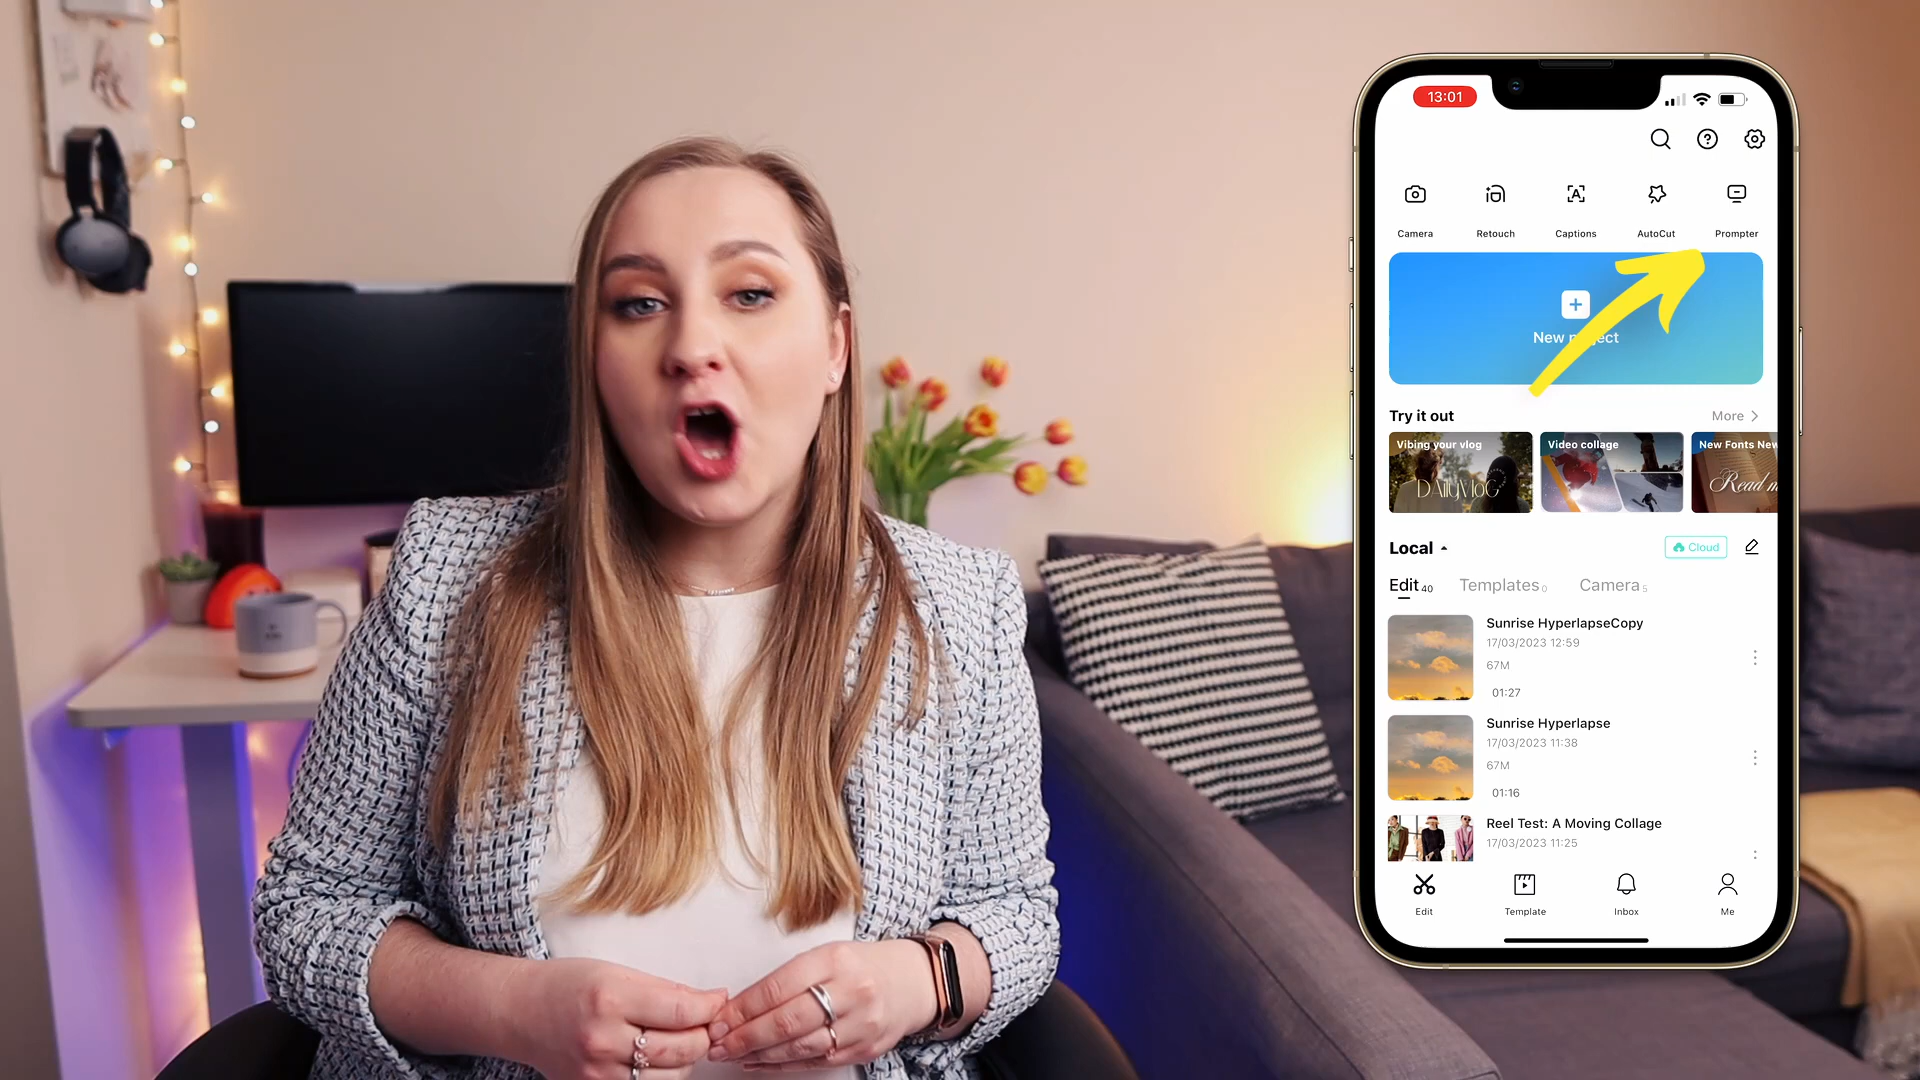 13:01
Camera
Retouch
Captions
AutoCut
Prompter
New
ect
Try it out
More
Vibing your vlog
DAilyVloG
Video collage
New Fonts New
Read m
Local
Cloud
Edit 40
Templates 0
Camera 5
Sunrise HyperlapseCopy
17/03/2023 12:59
67M
01:27
Sunrise Hyperlapse
17/03/2023 11:38
67M
01:16
Reel Test: A Moving Collage
17/03/2023 11:25
Edit
Template
Inbox
Me